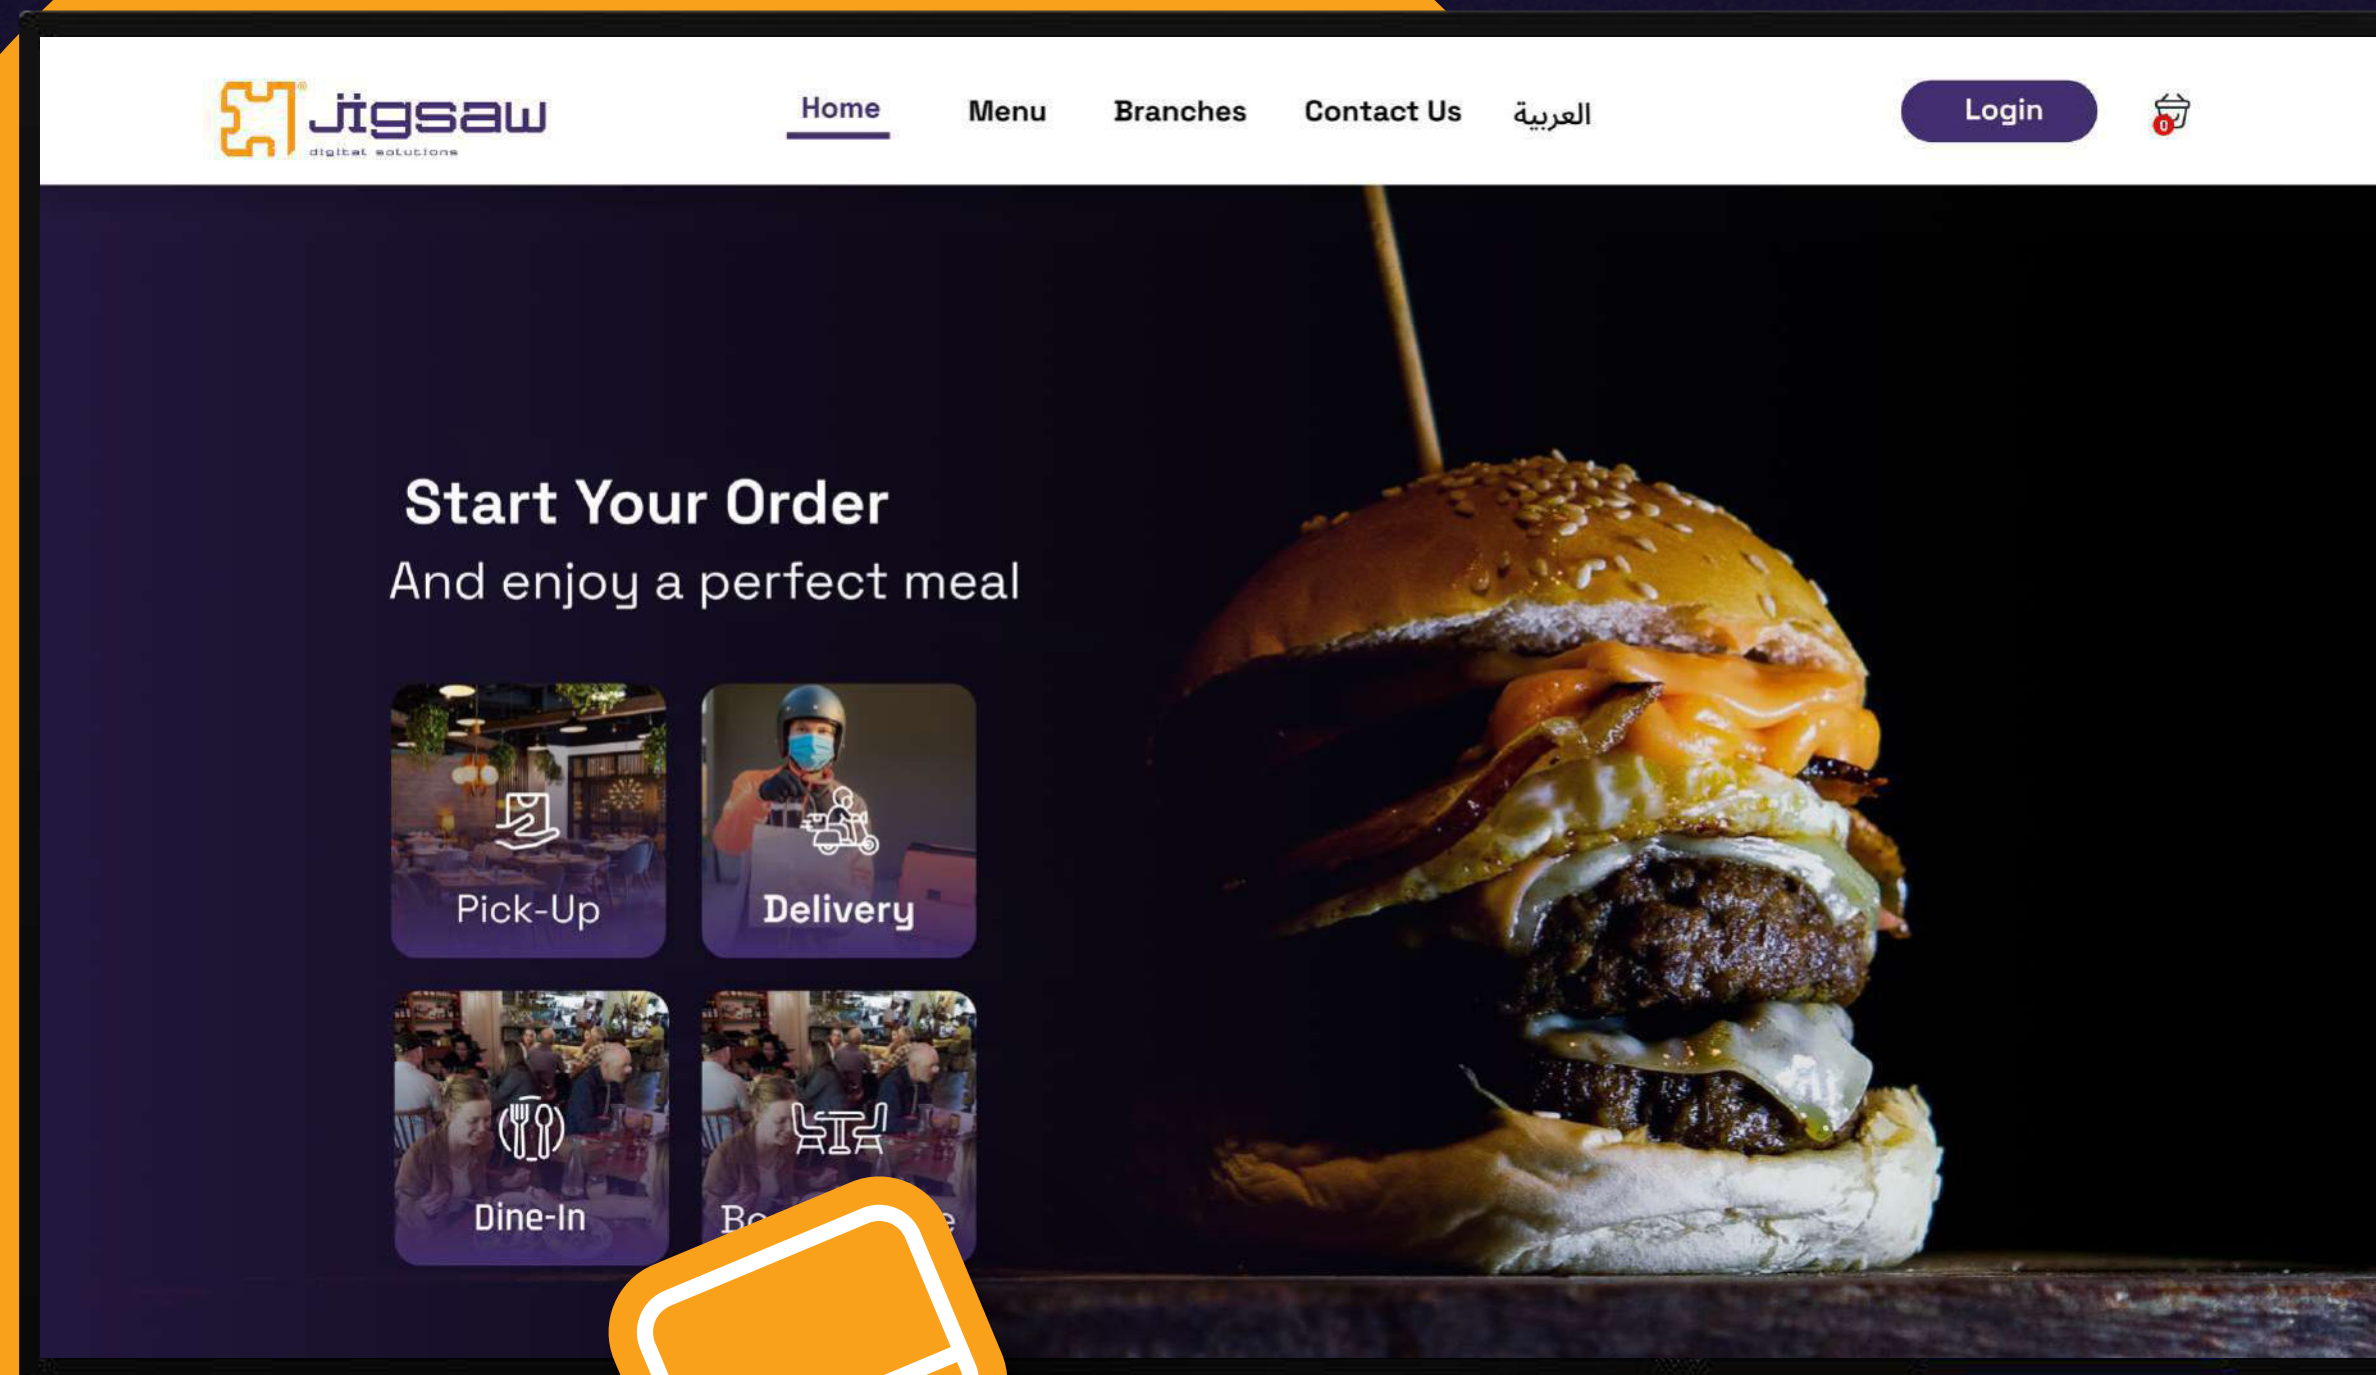 Jigsaw
digital solutions
Home
Menu
Branches
Contact Us
العربية
Login
0
Start Your Order
And enjoy a perfect meal
Pick-Up
Delivery
Dine-In